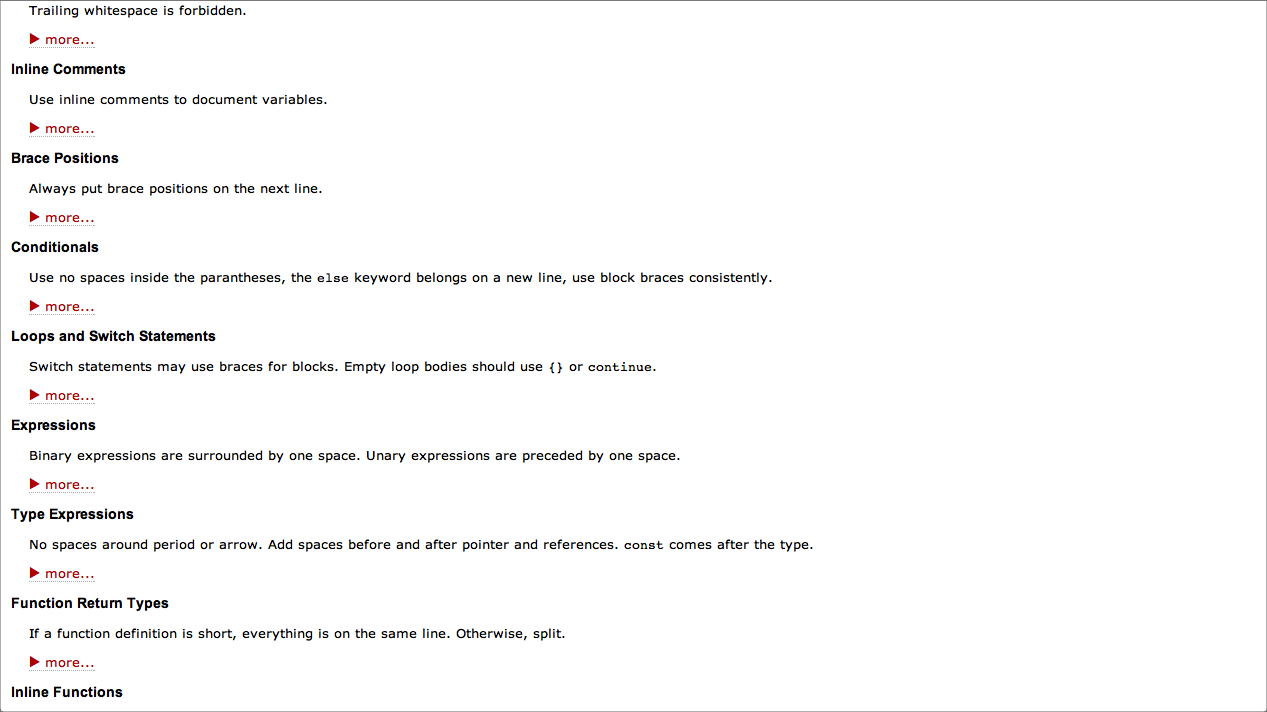 Trailing whitespace is forbidden.
▶ more...
Inline Comments
Use inline comments to document variables.
▶ more...
Brace Positions
Always put brace positions on the next line.
▶ more...
Conditionals
Use no spaces inside the parantheses, the else keyword belongs on a new line, use block braces consistently.
▶ more...
Loops and Switch Statements
Switch statements may use braces for blocks. Empty loop bodies should use {} or continue.
▶ more...
Expressions
Binary expressions are surrounded by one space. Unary expressions are preceded by one space.
▶ more...
Type Expressions
No spaces around period or arrow. Add spaces before and after pointer and references. const comes after the type.
▶ more...
Function Return Types
If a function definition is short, everything is on the same line. Otherwise, split.
▶ more...
Inline Functions